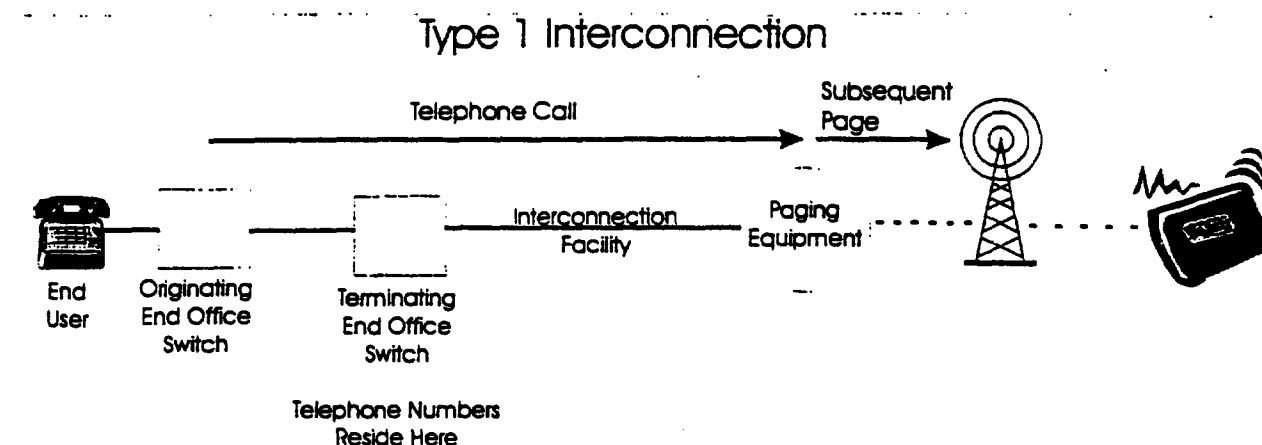 Type 1 Interconnection
Telephone Call
Subsequent
Page
Interconnection
Facility
Paging
Equipment
End
User
Originating
End Office
Switch
Terminating
End Office
Switch
Telephone Numbers
Reside Here